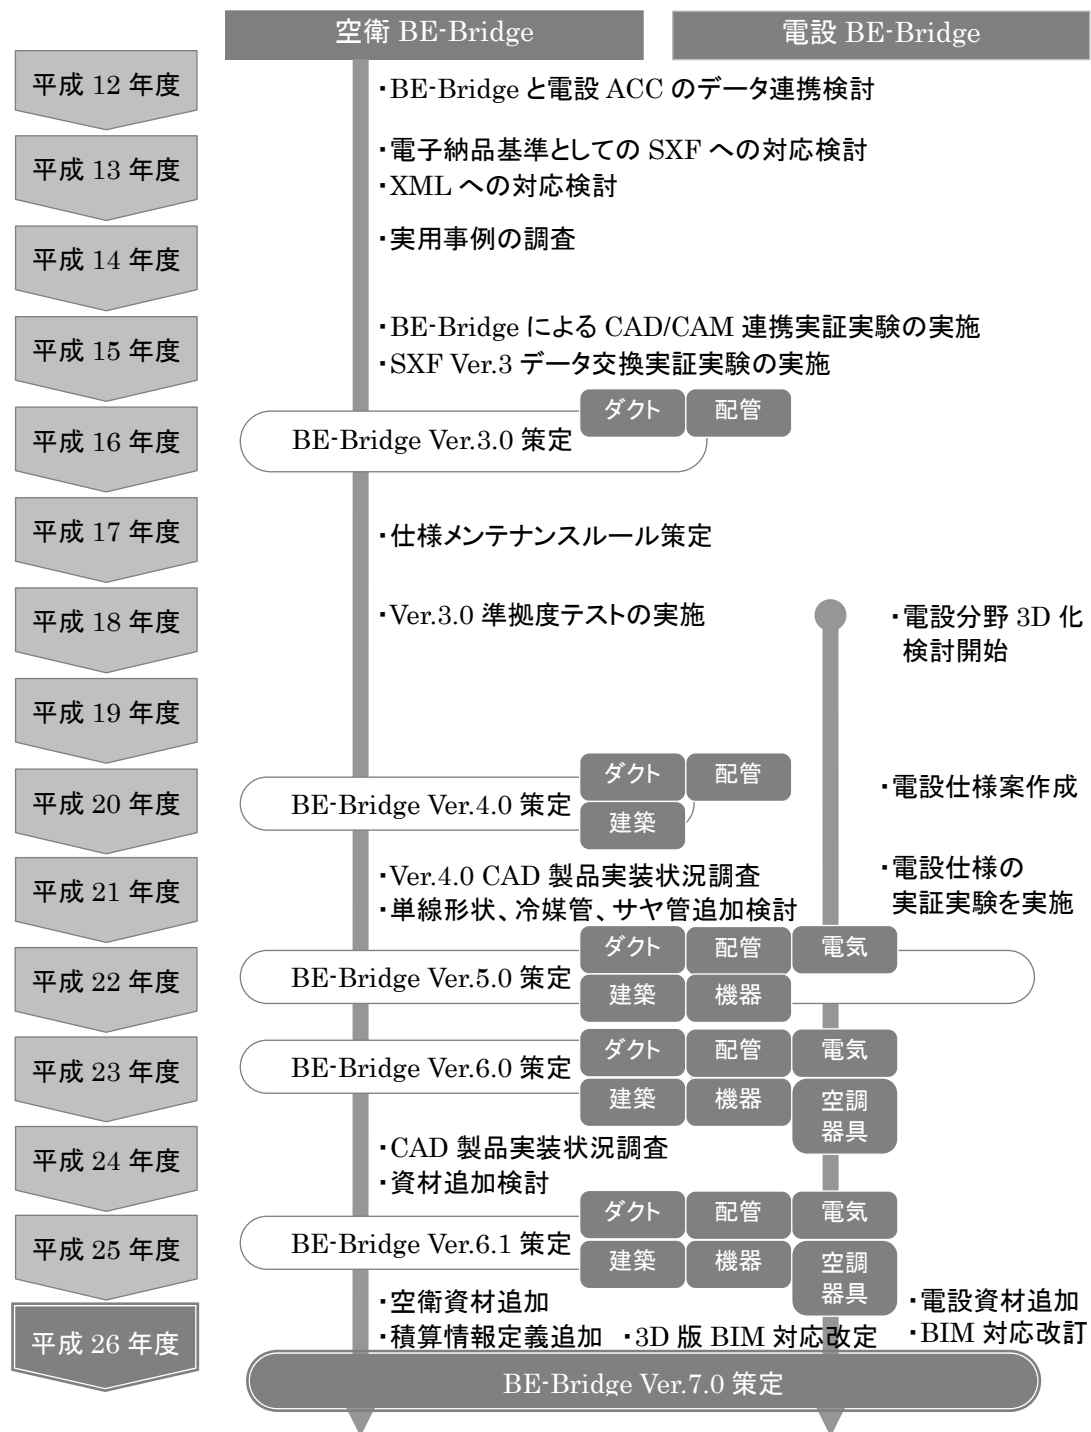 空衛 BE-Bridge
電設 BE-Bridge
平成 12 年度
・BE-Bridge と電設 ACC のデータ連携検討
平成 13 年度
・電子納品基準としての SXF への対応検討
・XML への対応検討
平成 14 年度
・実用事例の調査
平成 15 年度
・BE-Bridge による CAD/CAM 連携実証実験の実施
・SXF Ver.3 データ交換実証実験の実施
平成 16 年度
BE-Bridge Ver.3.0 策定
ダクト
配管
平成 17 年度
・仕様メンテナンスルール策定
平成 18 年度
・Ver.3.0 準拠度テストの実施
・電設分野 3D 化
検討開始
平成 19 年度
平成 20 年度
BE-Bridge Ver.4.0 策定
ダクト
配管
建築
・電設仕様案作成
平成 21 年度
・Ver.4.0 CAD 製品実装状況調査
・単線形状、冷媒管、サヤ管追加検討
・電設仕様の
実証実験を実施
平成 22 年度
BE-Bridge Ver.5.0 策定
ダクト
配管
電気
建築
機器
平成 23 年度
BE-Bridge Ver.6.0 策定
ダクト
配管
電気
建築
機器
空調
器具
平成 24 年度
・CAD 製品実装状況調査
・資材追加検討
平成 25 年度
BE-Bridge Ver.6.1 策定
ダクト
配管
電気
建築
機器
空調
器具
平成 26 年度
・空衛資材追加
・積算情報定義追加 ・3D 版 BIM 対応改定
・電設資材追加
・BIM 対応改訂
BE-Bridge Ver.7.0 策定